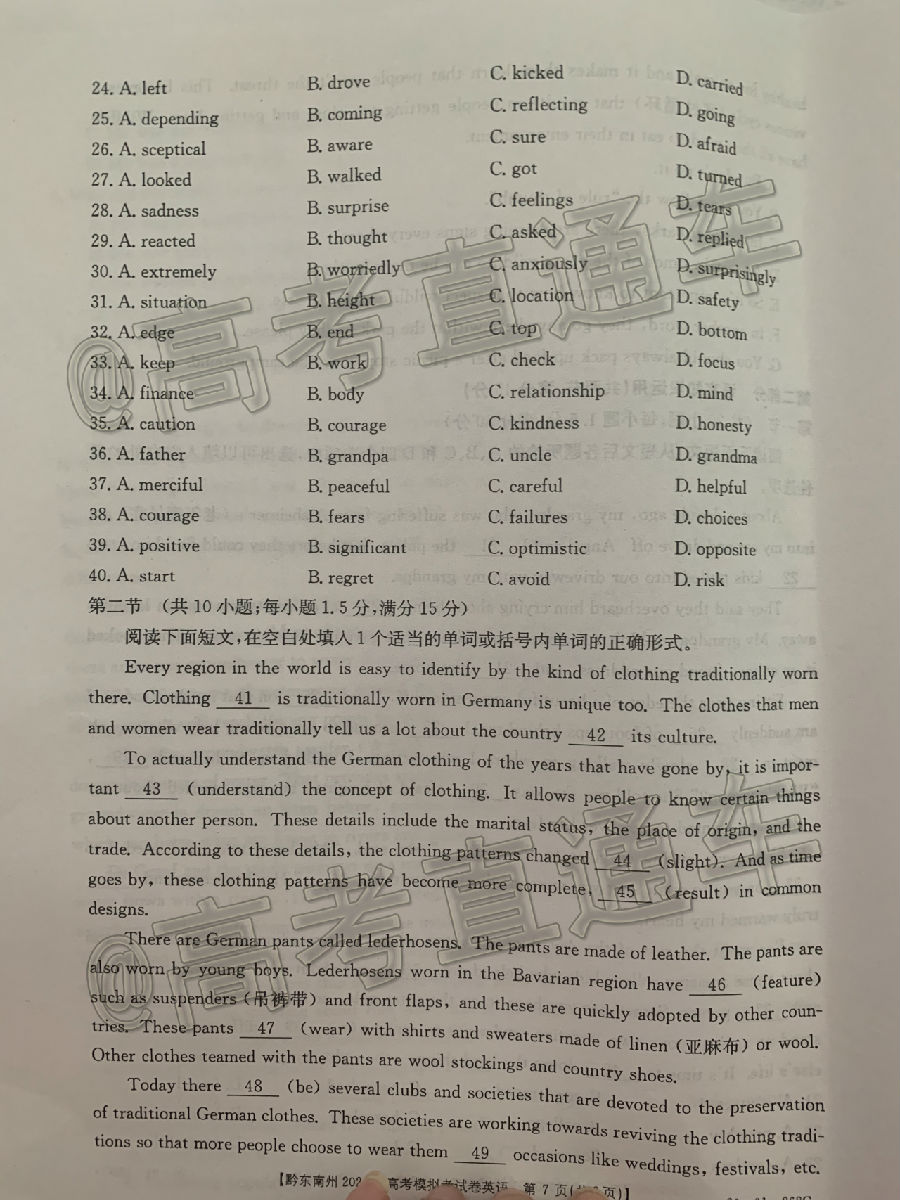 24. A. left B. drove C. kicked D. carried
25. A. depending B. coming C. reflecting D. going
26. A. sceptical B. aware C. sure D. afraid
27. A. looked B. walked C. got D. turned
28. A. sadness B. surprise C. feelings D. tears
29. A. reacted B. thought C. asked D. replied
30. A. extremely B. worriedly C. anxiously D. surprisingly
31. A. situation B. height C. location D. safety
32. A. edge B. end C. top D. bottom
33. A. keep B. work C. check D. focus
34. A. finance B. body C. relationship D. mind
35. A. caution B. courage C. kindness D. honesty
36. A. father B. grandpa C. uncle D. grandma
37. A. merciful B. peaceful C. careful D. helpful
38. A. courage B. fears C. failures D. choices
39. A. positive B. significant C. optimistic D. opposite
40. A. start B. regret C. avoid D. risk
第二节 (共10小题;每小题1.5分,满分15分)
阅读下面短文,在空白处填入1个适当的单词或括号内单词的正确形式。
Every region in the world is easy to identify by the kind of clothing traditionally worn
there. Clothing 41 is traditionally worn in Germany is unique too. The clothes that men
and women wear traditionally tell us a lot about the country 42 its culture.
To actually understand the German clothing of the years that have gone by, it is impor-
tant 43 (understand) the concept of clothing. It allows people to know certain things
about another person. These details include the marital status, the place of origin, and the
trade. According to these details, the clothing patterns changed 44 (slight). And as time
goes by, these clothing patterns have become more complete, 45 (result) in common
designs.
There are German pants called lederhosens. The pants are made of leather. The pants are
also worn by young boys. Lederhosens worn in the Bavarian region have 46 (feature)
such as suspenders (吊裤带) and front flaps, and these are quickly adopted by other coun-
tries. These pants 47 (wear) with shirts and sweaters made of linen (亚麻布) or wool.
Other clothes teamed with the pants are wool stockings and country shoes.
Today there 48 (be) several clubs and societies that are devoted to the preservation
of traditional German clothes. These societies are working towards reviving the clothing tradi-
tions so that more people choose to wear them 49 occasions like weddings, festivals, etc.
【黔东南州 202 高考模拟考试卷英语 第 7 页(共 页)】
@高考直通车
@高考直通车